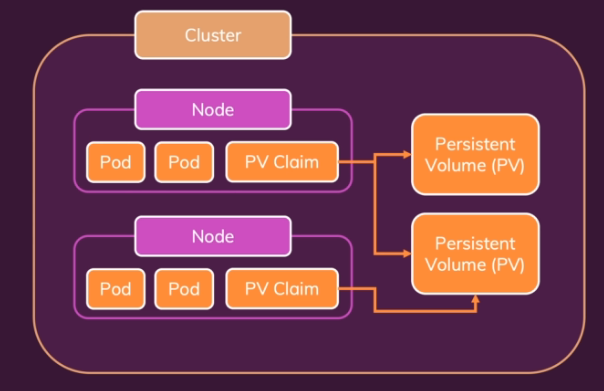 Cluster
Node
Pod
Pod
PV Claim
Persistent
Volume (PV)
Node
Pod
Pod
PV Claim
Persistent
Volume (PV)